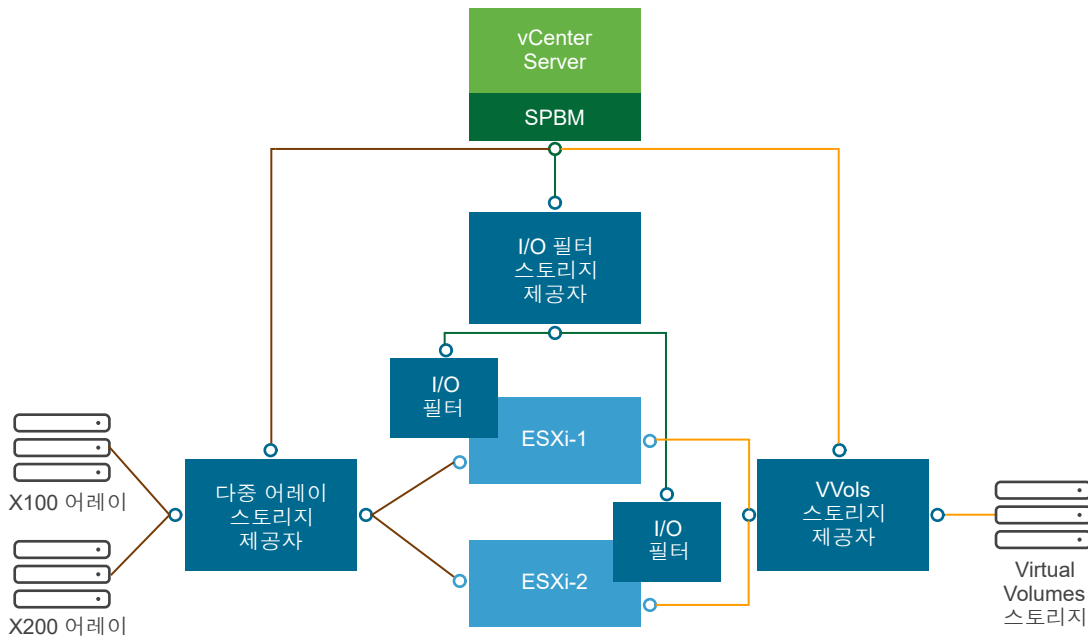 vCenter
Server
SPBM
I/O 필터
스토리지
제공자
I/O
필터
ESXi-1
X100 어레이
다중 어레이
스토리지
제공자
VVols
스토리지
제공자
I/O
필터
ESXi-2
X200 어레이
Virtual
Volumes
스토리지